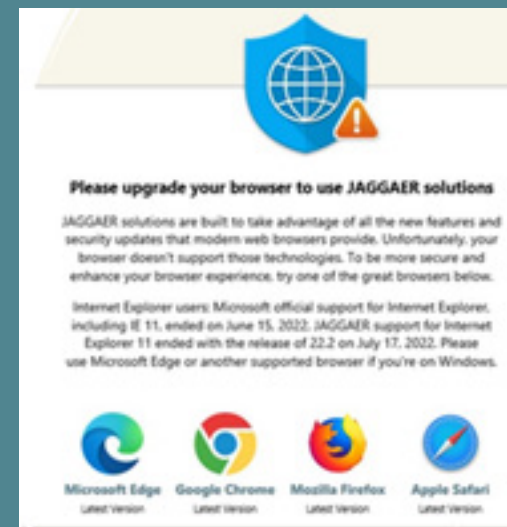 Please upgrade your browser to use JAGGAER solutions
JAGGAER solutions are built to take advantage of all the new features and
security updates that modern web browsers provide. Unfortunately, your
browser doesn't support those technologies. To be more secure and
enhance your browser experience, try one of the great browsers below.
Internet Explorer users: Microsoft official support for Internet Explorer,
including IE 11, ended on June 15, 2022. JAGGAER support for Internet
Explorer 11 ended with the release of 22.2 on July 17, 2022. Please
use Microsoft Edge or another supported browser if you're on Windows.
Microsoft Edge Google Chrome Mozilla Firefox Apple Safari
Latest Version Latest Version Latest Version Latest Version